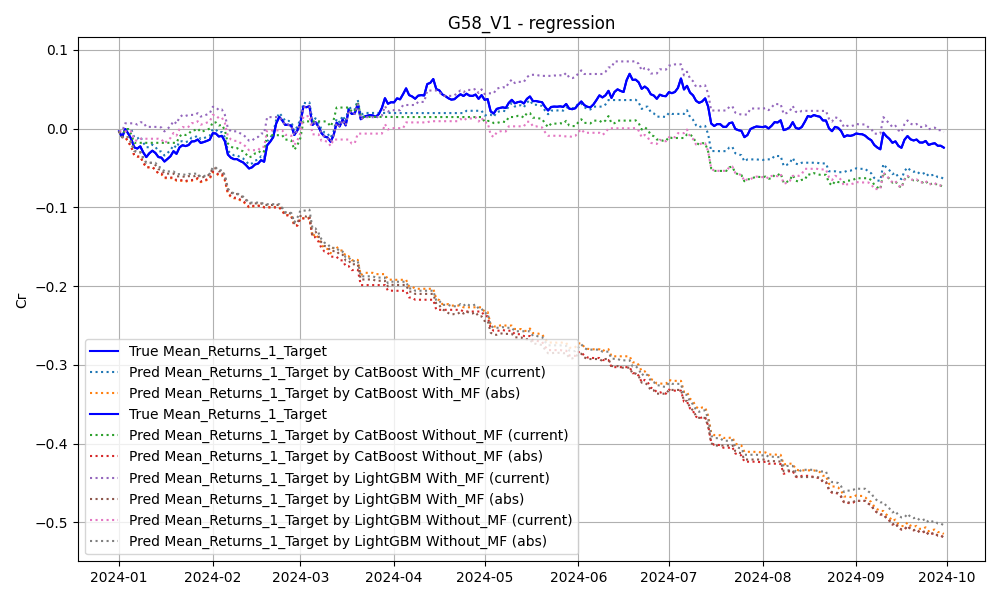 G58_V1 - regression
Cr
0.1
0.0
−0.1
−0.2
−0.3
−0.4
−0.5
True Mean_Returns_1_Target
Pred Mean_Returns_1_Target by CatBoost With_MF (current)
Pred Mean_Returns_1_Target by CatBoost With_MF (abs)
True Mean_Returns_1_Target
Pred Mean_Returns_1_Target by CatBoost Without_MF (current)
Pred Mean_Returns_1_Target by CatBoost Without_MF (abs)
Pred Mean_Returns_1_Target by LightGBM With_MF (current)
Pred Mean_Returns_1_Target by LightGBM With_MF (abs)
Pred Mean_Returns_1_Target by LightGBM Without_MF (current)
Pred Mean_Returns_1_Target by LightGBM Without_MF (abs)
2024-01 2024-02 2024-03 2024-04 2024-05 2024-06 2024-07 2024-08 2024-09 2024-10